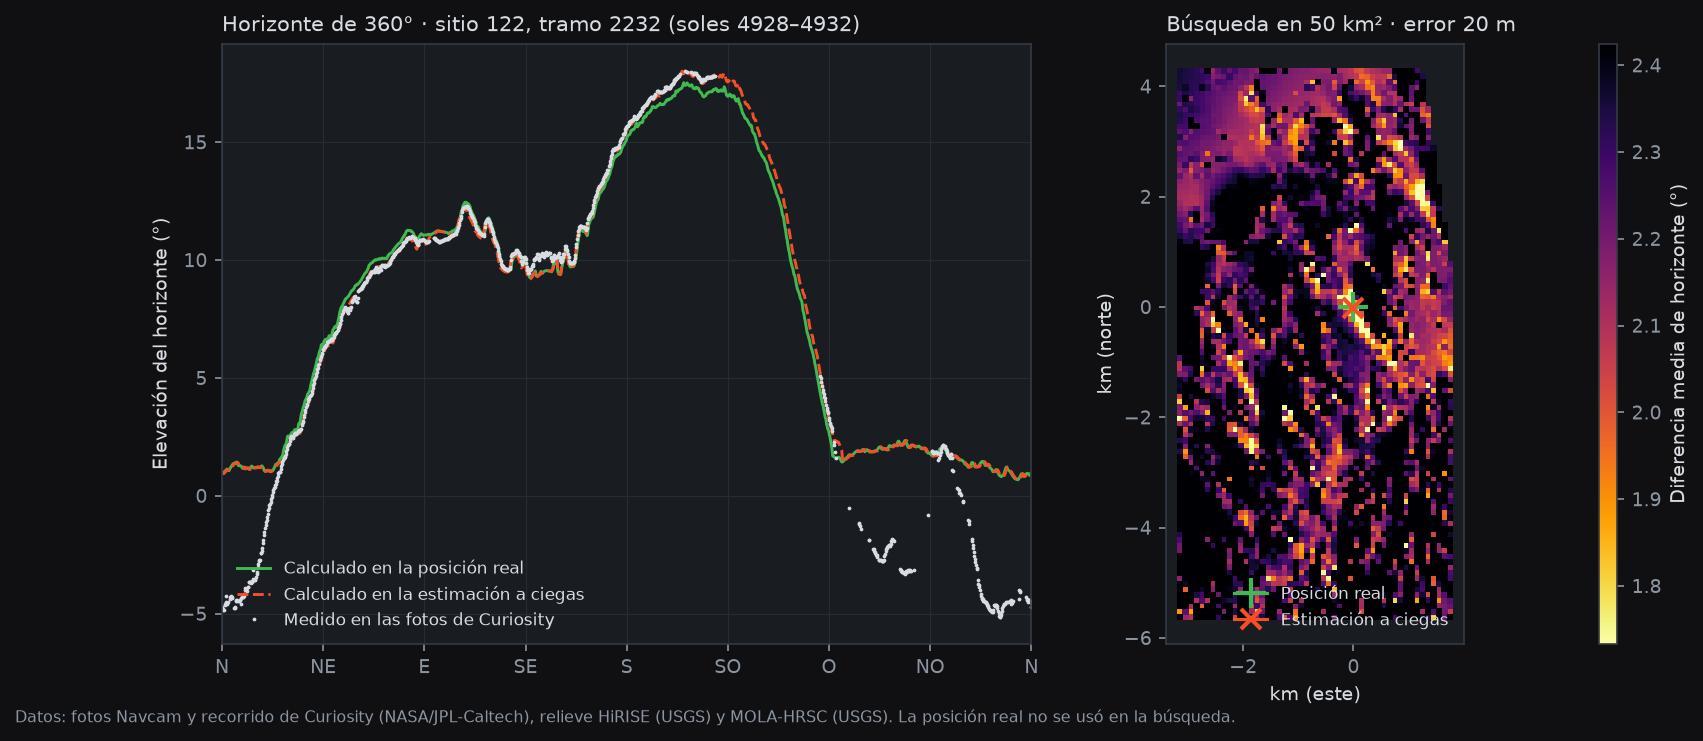 Horizonte de 360° · sitio 122, tramo 2232 (soles 4928–4932)
Elevación del horizonte (°)
15
10
5
0
−5
N
NE
E
SE
S
SO
O
NO
N
Calculado en la posición real
Calculado en la estimación a ciegas
Medido en las fotos de Curiosity
Búsqueda en 50 km² · error 20 m
km (norte)
4
2
0
−2
−4
−6
−2
0
km (este)
Posición real
Estimación a ciegas
2.4
2.3
2.2
2.1
2.0
1.9
1.8
Diferencia media de horizonte (°)
Datos: fotos Navcam y recorrido de Curiosity (NASA/JPL-Caltech), relieve HiRISE (USGS) y MOLA-HRSC (USGS). La posición real no se usó en la búsqueda.